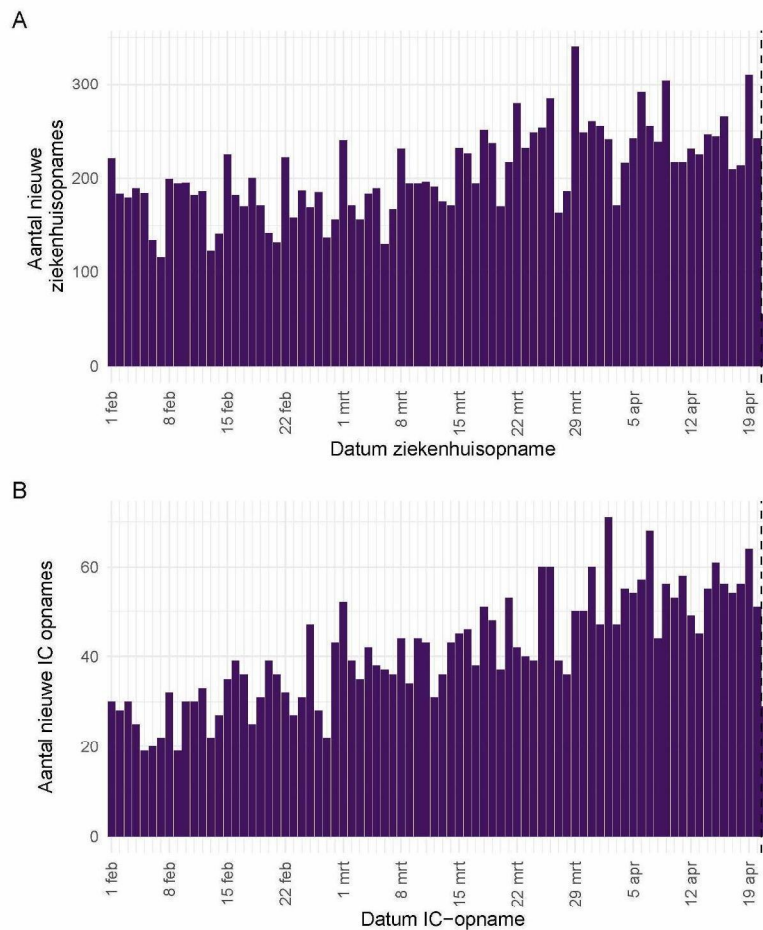 A
Aantal nieuwe
ziekenhuisopnames
300
200
100
0
1 feb
8 feb
15 feb
22 feb
1 mrt
8 mrt
15 mrt
22 mrt
29 mrt
5 apr
12 apr
19 apr
Datum ziekenhuisopname
B
Aantal nieuwe IC opnames
60
40
20
0
1 feb
8 feb
15 feb
22 feb
1 mrt
8 mrt
15 mrt
22 mrt
29 mrt
5 apr
12 apr
19 apr
Datum IC-opname